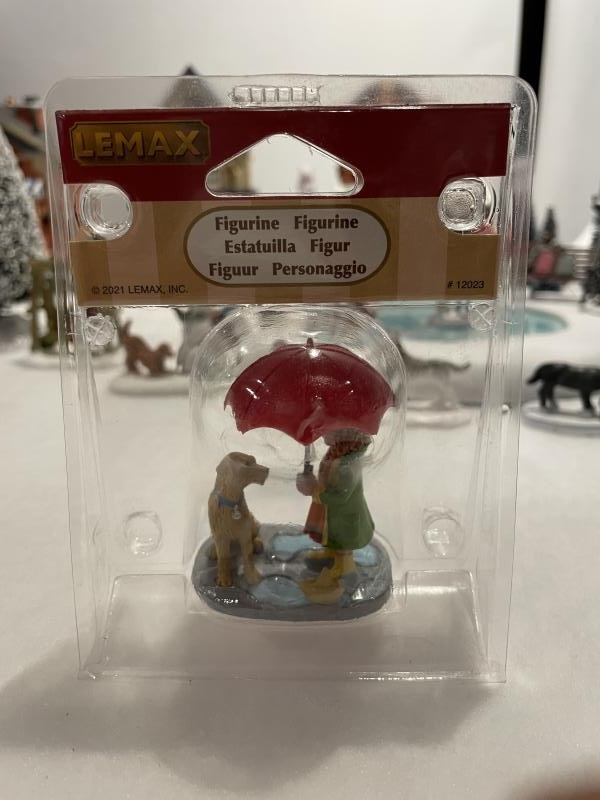 LEMAX
Figurine Figurine
Estatuilla Figur
Figuur Personaggio
© 2021 LEMAX, INC.
# 12023